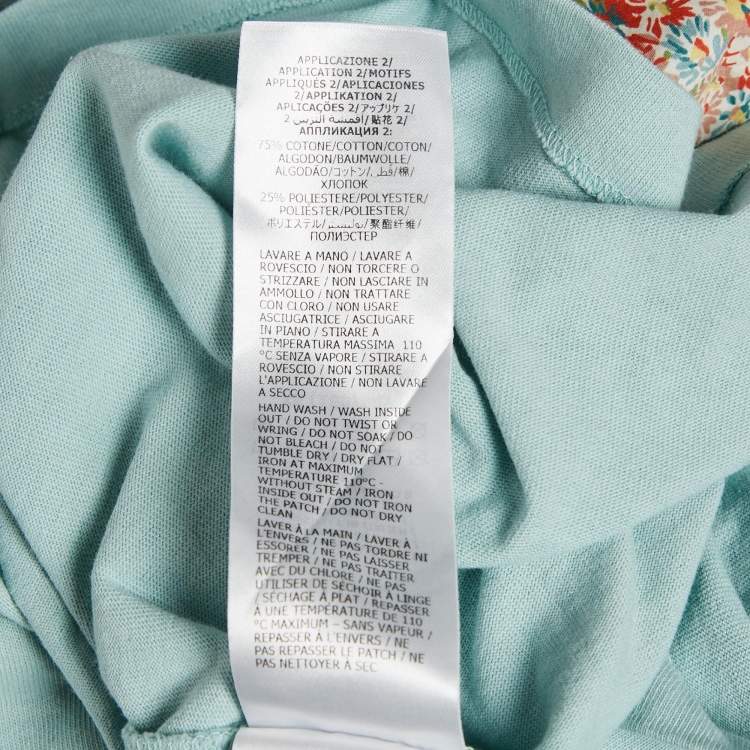 APPLICAZIONE 2/
APPLICATION 2/MOTIFS
APPLIQUÉS 2/APLICACIONES
2/APPLIKATION 2/
APLICAÇÕES 2/アップリケ 2/
2 اقمشة الترس/貼花 2/
АППЛИКАЦИЯ 2:
75% COTONE/COTTON/COTON/
ALGODON/BAUMWOLLE/
ALGODÃO/コットン/قطن/棉/
ХЛОПОК
25% POLIESTERE/POLYESTER/
POLIÉSTER/POLIESTER/
ポリエステル/بوليستر/聚酯纤维/
ПОЛИЭСТЕР
LAVARE A MANO / LAVARE A
ROVESCIO / NON TORCERE O
STRIZZARE / NON LASCIARE IN
AMMOLLO / NON TRATTARE
CON CLORO / NON USARE
ASCIUGATRICE / ASCIUGARE
IN PIANO / STIRARE A
TEMPERATURA MASSIMA 110
°C SENZA VAPORE / STIRARE A
ROVESCIO / NON STIRARE
L'APPLICAZIONE / NON LAVARE
A SECCO
HAND WASH / WASH INSIDE
OUT / DO NOT TWIST OR
WRING / DO NOT SOAK / DO
NOT BLEACH / DO NOT
TUMBLE DRY / DRY FLAT /
IRON AT MAXIMUM
TEMPERATURE 110°C -
WITHOUT STEAM / IRON
INSIDE OUT / DO NOT IRON
THE PATCH / DO NOT DRY
CLEAN
LAVER À LA MAIN / LAVER À
L'ENVERS / NE PAS TORDRE NI
ESSORER / NE PAS LAISSER
TREMPER / NE PAS TRAITER
AVEC DU CHLORE / NE PAS
UTILISER DE SÉCHOIR À LINGE
/ SÉCHAGE À PLAT / REPASSER
À UNE TEMPÉRATURE DE 110
°C MAXIMUM – SANS VAPEUR /
REPASSER À L'ENVERS / NE
PAS REPASSER LE PATCH / NE
PAS NETTOYER À SEC